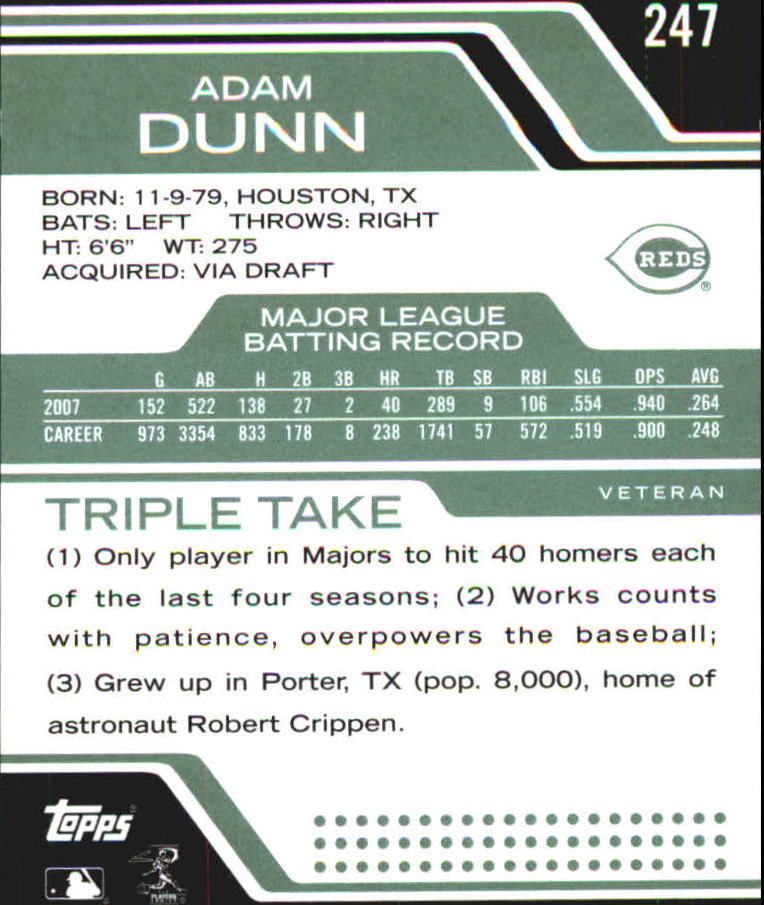 247
ADAM
DUNN
BORN: 11-9-79, HOUSTON, TX
BATS: LEFT THROWS: RIGHT
HT: 6'6" WT: 275
ACQUIRED: VIA DRAFT
REDS
®
MAJOR LEAGUE
BATTING RECORD
G AB H 2B 3B HR TB SB RBI SLG OPS AVG
2007 152 522 138 27 2 40 289 9 106 .554 .940 .264
CAREER 973 3354 833 178 8 238 1741 57 572 .519 .900 .248
VETERAN
TRIPLE TAKE
(1) Only player in Majors to hit 40 homers each
of the last four seasons; (2) Works counts
with patience, overpowers the baseball;
(3) Grew up in Porter, TX (pop. 8,000), home of
astronaut Robert Crippen.
Topps
PLAYERS
CHOICE